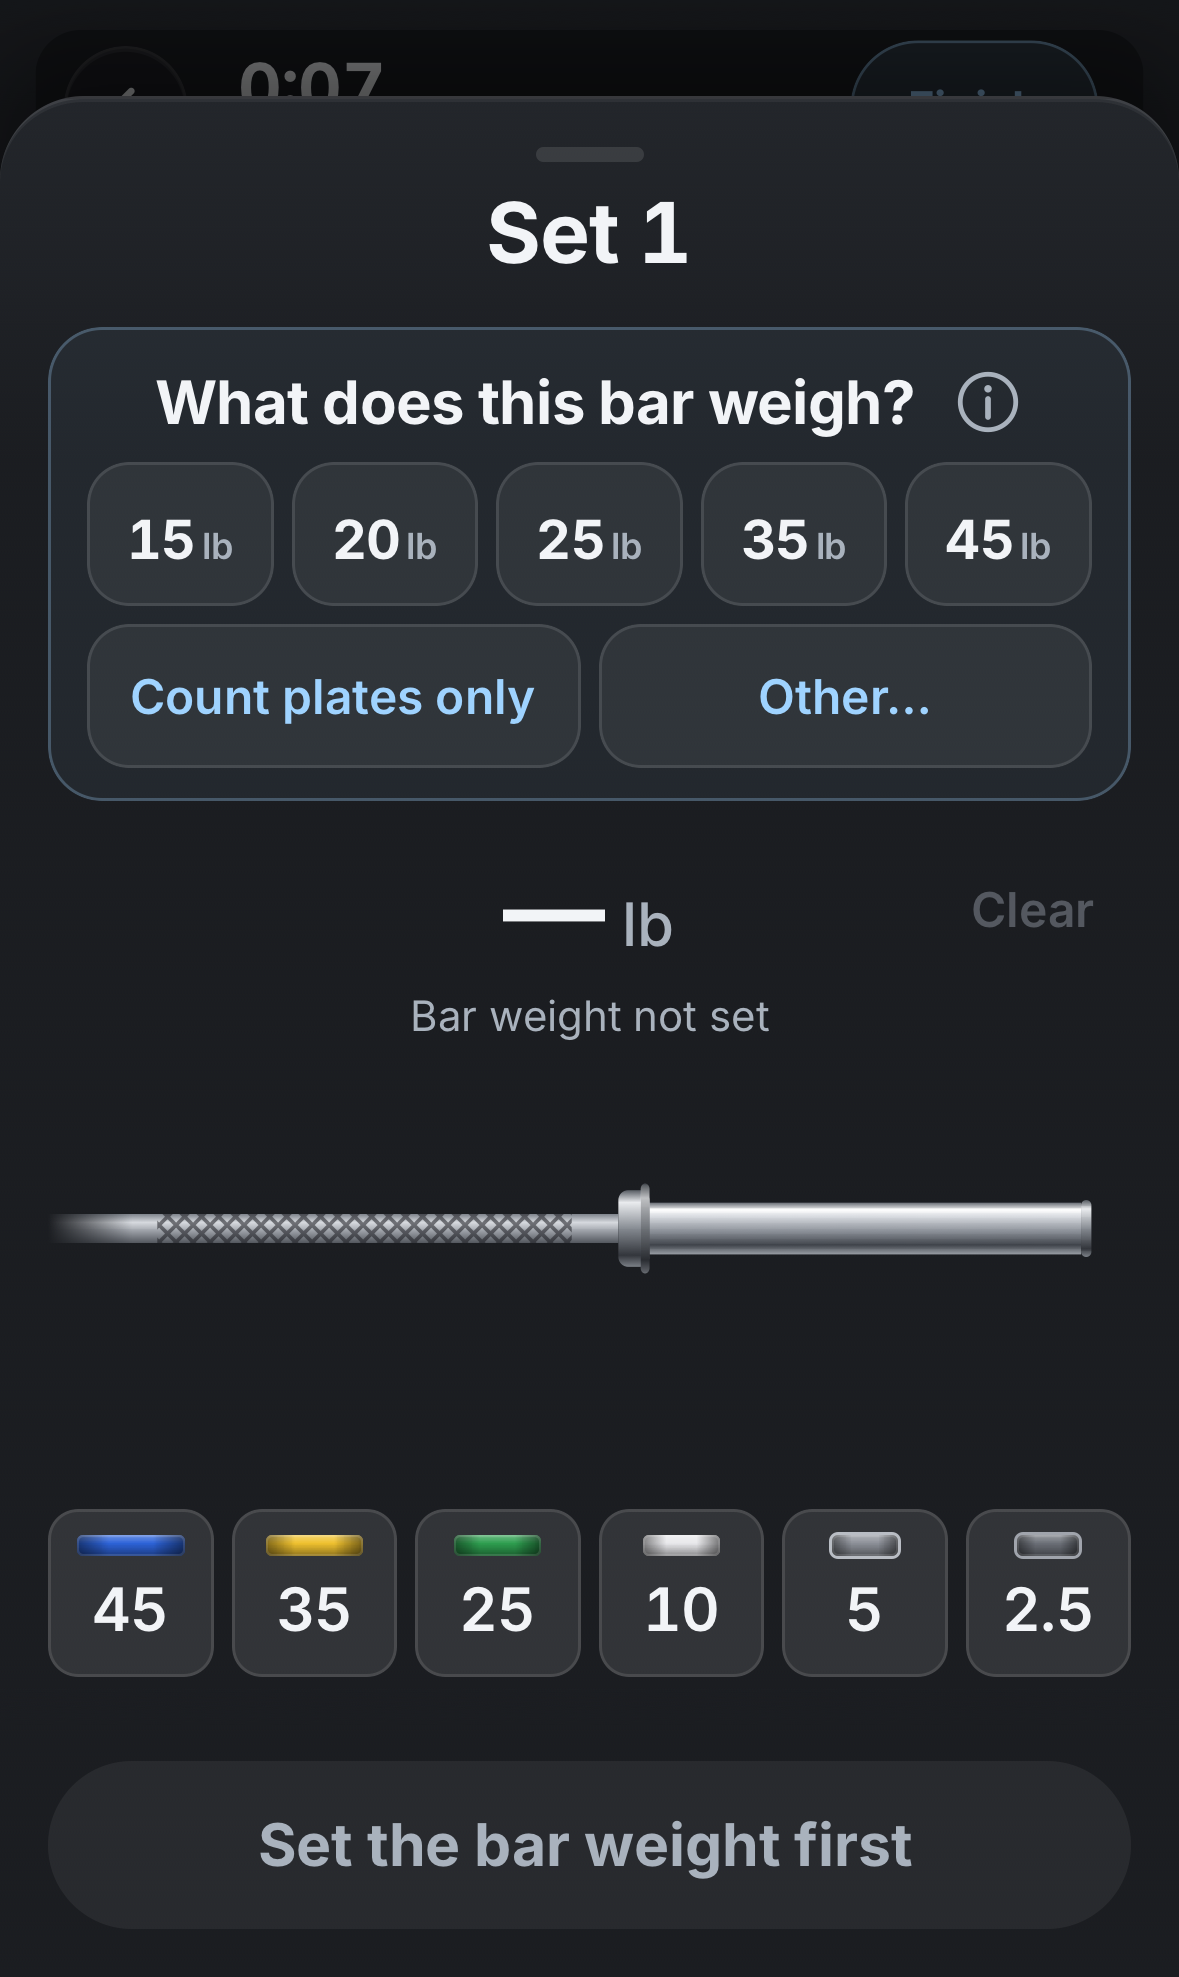 0:07
Finish
Set 1
What does this bar weigh?
15 lb 20 lb 25 lb 35 lb 45 lb
Count plates only Other...
— lb Clear
Bar weight not set
45 35 25 10 5 2.5
Set the bar weight first